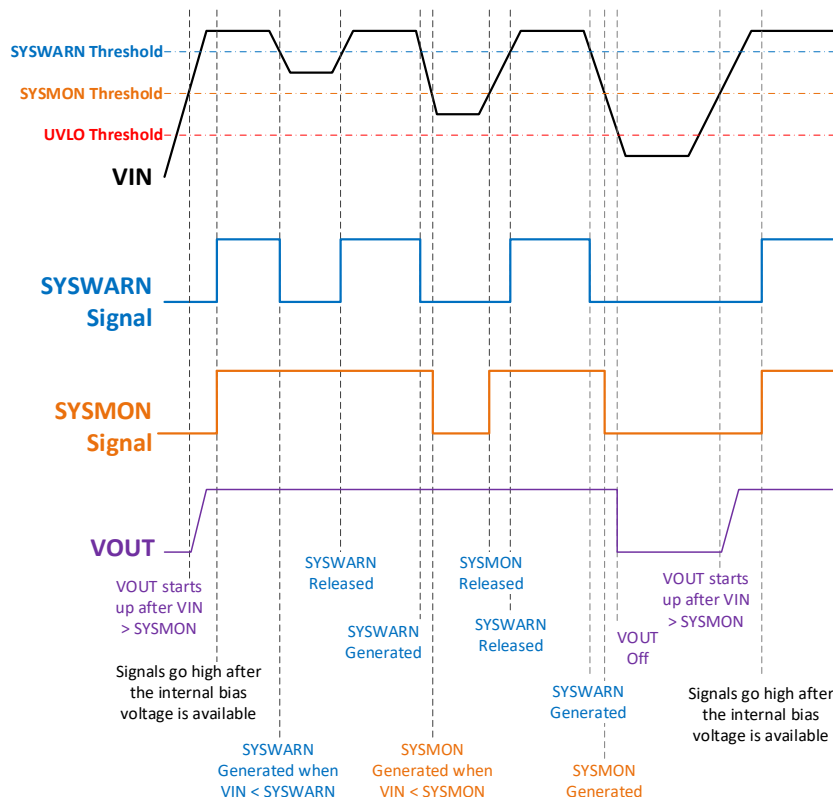 SYSWARN Threshold
SYSMON Threshold
UVLO Threshold
VIN
SYSWARN
Signal
SYSMON
Signal
VOUT
VOUT starts
up after VIN
> SYSMON
Signals go high after
the internal bias
voltage is available
SYSWARN
Generated when
VIN < SYSWARN
SYSWARN
Released
SYSWARN
Generated
SYSMON
Generated when
VIN < SYSMON
SYSMON
Released
SYSWARN
Released
SYSWARN
Generated
SYSMON
Generated
VOUT
Off
VOUT starts
up after VIN
> SYSMON
Signals go high after
the internal bias
voltage is available